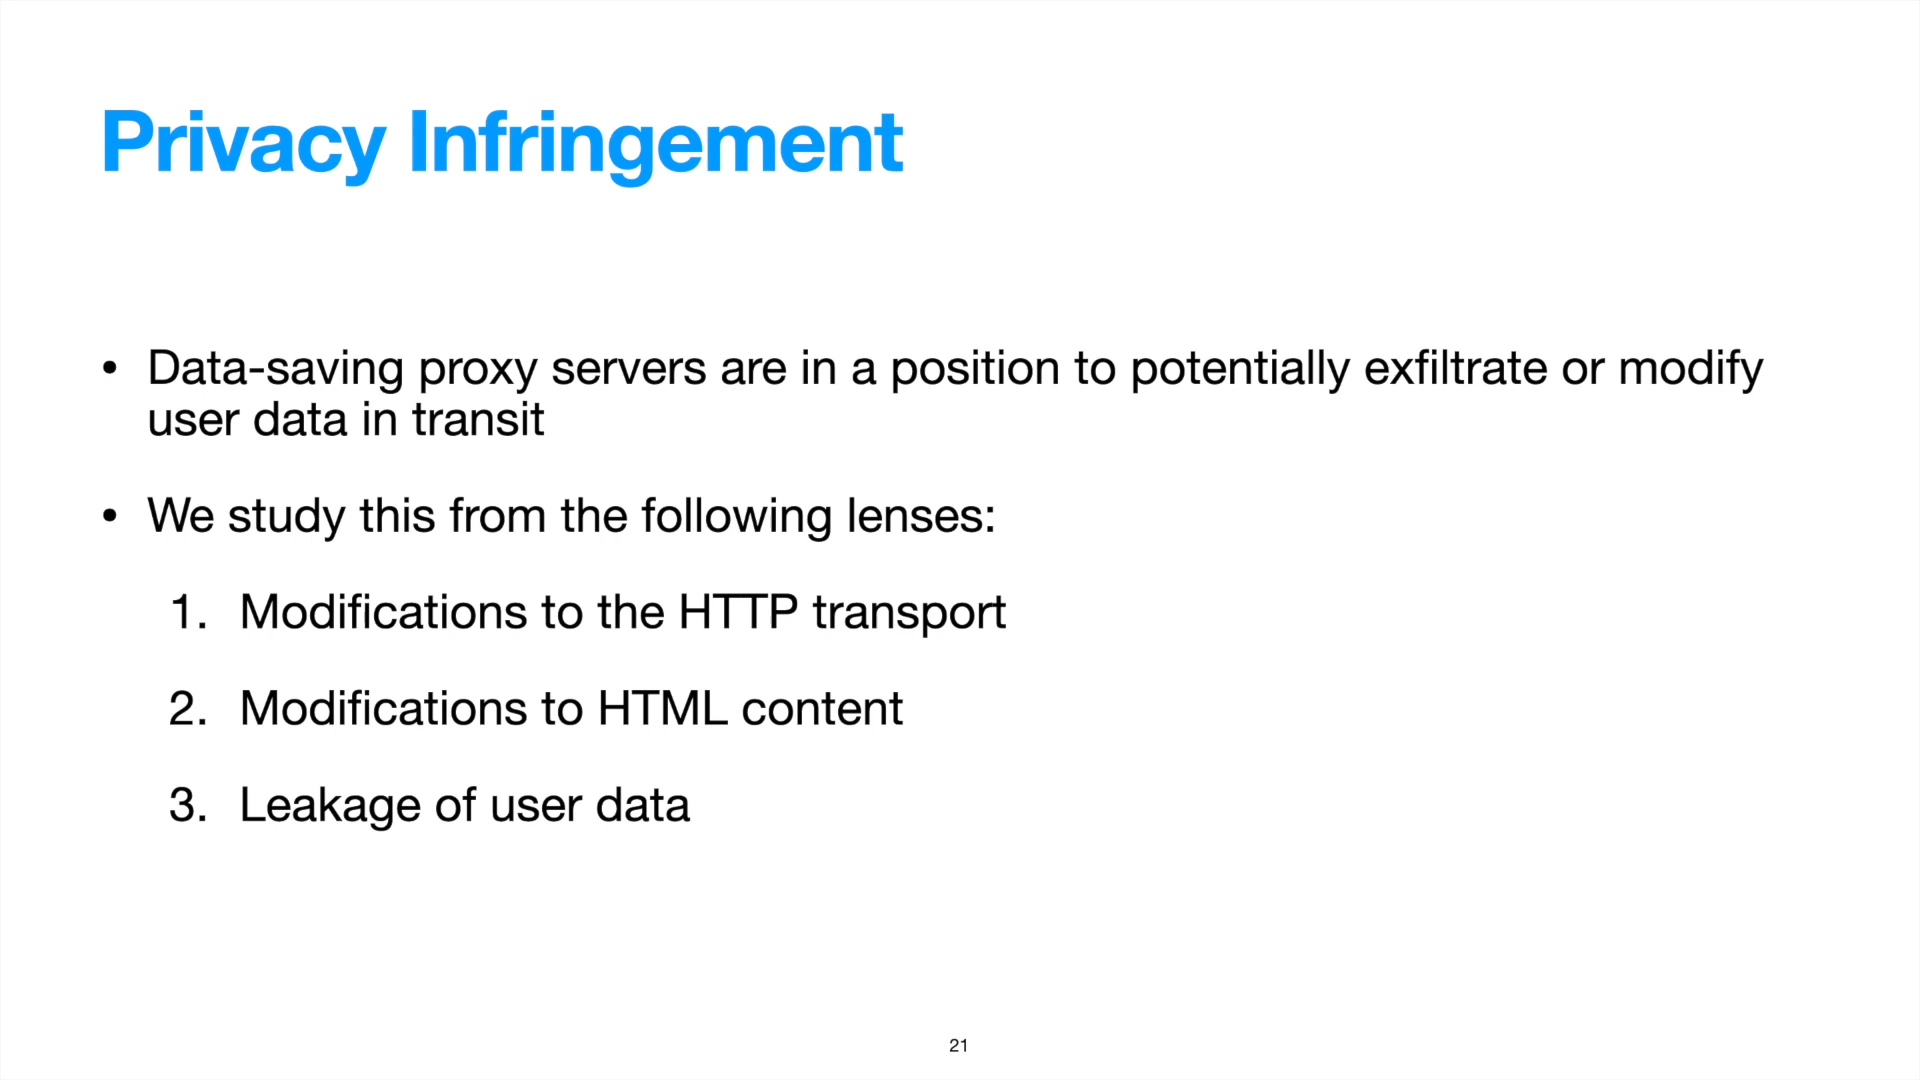 Privacy Infringement
• Data-saving proxy servers are in a position to potentially exfiltrate or modify
user data in transit
• We study this from the following lenses:
1. Modifications to the HTTP transport
2. Modifications to HTML content
3. Leakage of user data
21